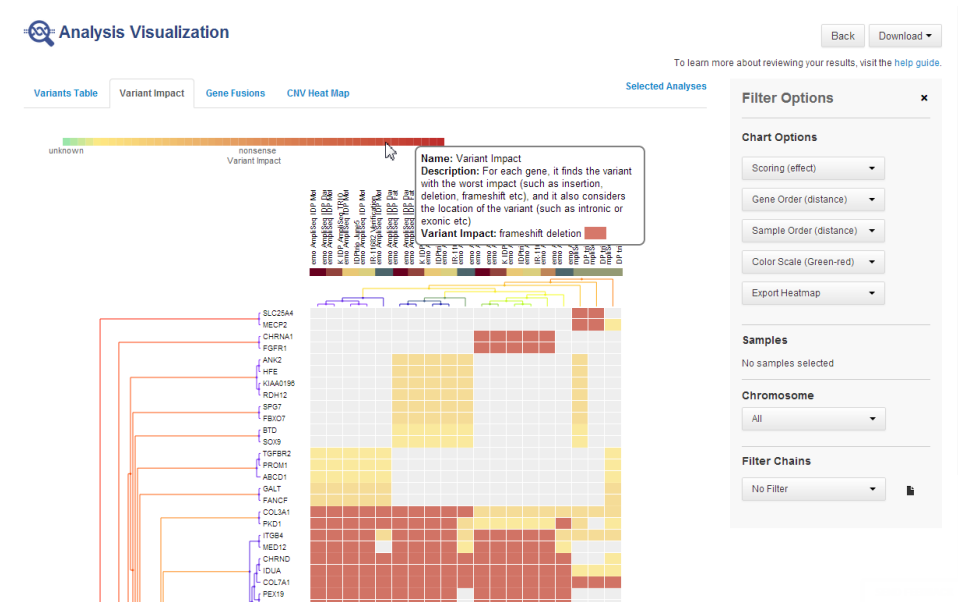 Analysis Visualization
Back
Download
To learn more about reviewing your results, visit the help guide.
Variants Table
Variant Impact
Gene Fusions
CNV Heat Map
Selected Analyses
unknown
nonsense
Variant Impact
Name: Variant Impact
Description: For each gene, it finds the variant
with the worst impact (such as insertion,
deletion, frameshift etc), and it also considers
the location of the variant (such as intronic or
exonic etc)
Variant Impact: frameshift deletion
SLC25A4
MECP2
CHRNA1
FGFR1
ANK2
HFE
KIAA0196
RDH12
SPG7
FBXO7
BTD
SOX9
TGFBR2
PROM1
ABCD1
GALT
FANCF
COL3A1
PKD1
ITGB4
MED12
CHRND
IDUA
COL7A1
PEX19
Filter Options
×
Chart Options
Scoring (effect)
Gene Order (distance)
Sample Order (distance)
Color Scale (Green-red)
Export Heatmap
Samples
No samples selected
Chromosome
All
Filter Chains
No Filter